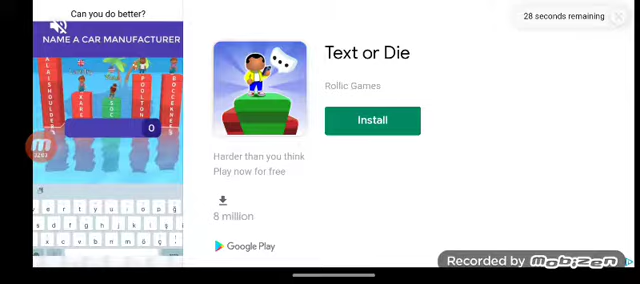 Can you do better?
NAME A CAR MANUFACTURER
0
e r t y u ı o p ğ
s d f g h j k l ş
x c v b n m ö ç
28 seconds remaining
Text or Die
Rollic Games
Install
Harder than you think
Play now for free
8 million
Google Play
Recorded by Mobizen